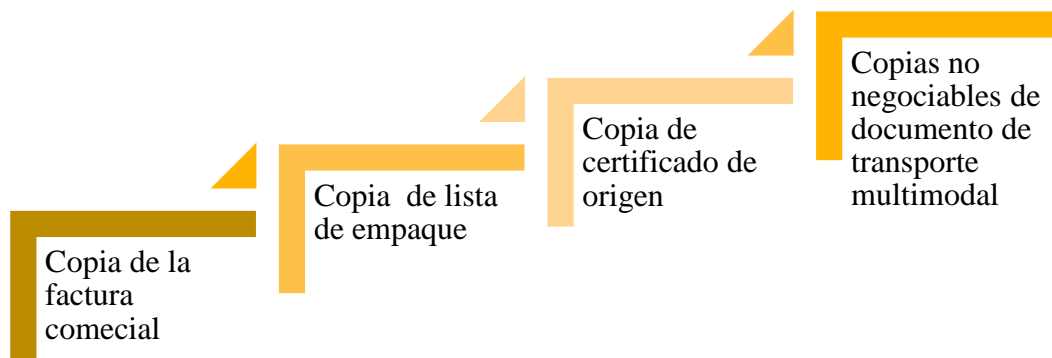 Copia de la
factura
comecial
Copia de lista
de empaque
Copia de
certificado de
origen
Copias no
negociables de
documento de
transporte
multimodal